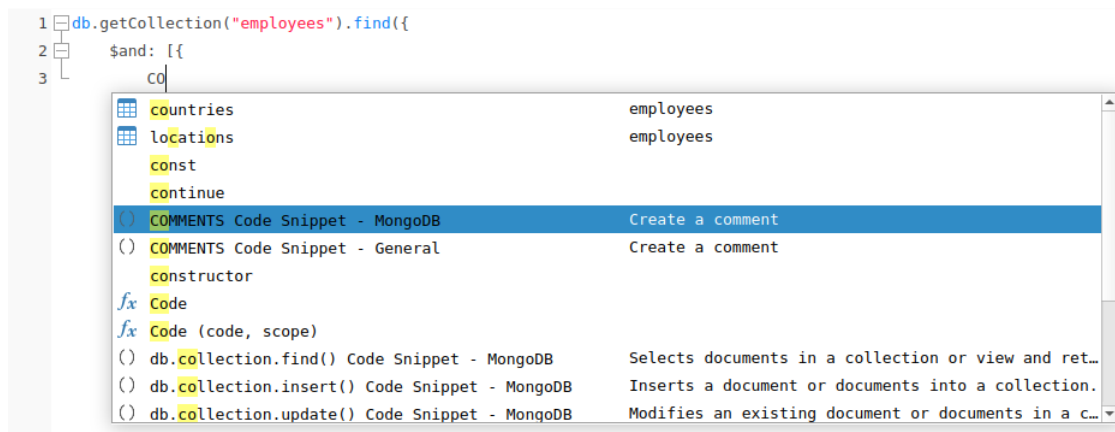 1 db.getCollection("employees").find({
2 $and: [{
3 CO
countries employees
locations employees
const
continue
() COMMENTS Code Snippet - MongoDB Create a comment
() COMMENTS Code Snippet - General Create a comment
constructor
fx Code
fx Code (code, scope)
() db.collection.find() Code Snippet - MongoDB Selects documents in a collection or view and ret…
() db.collection.insert() Code Snippet - MongoDB Inserts a document or documents into a collection.
() db.collection.update() Code Snippet - MongoDB Modifies an existing document or documents in a c…